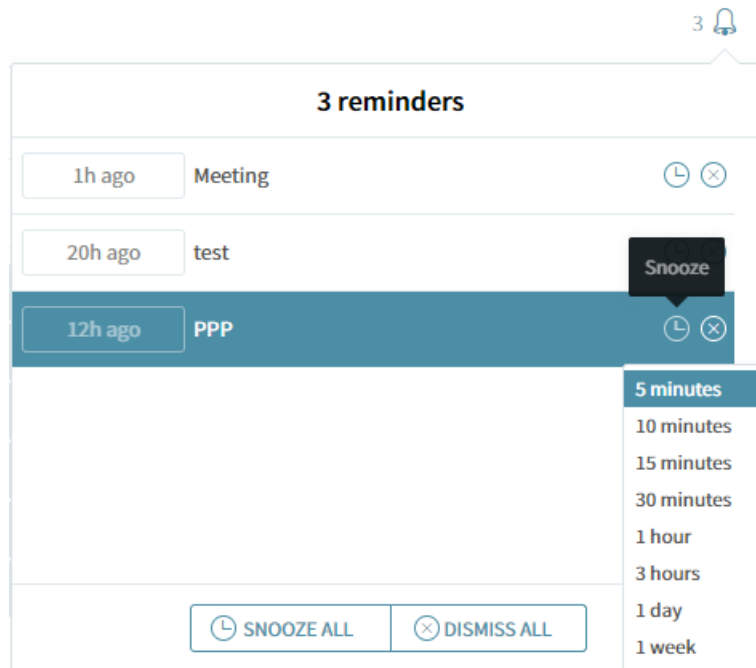 3
3 reminders
1h ago Meeting
20h ago test
Snooze
12h ago PPP
5 minutes
10 minutes
15 minutes
30 minutes
1 hour
3 hours
1 day
1 week
SNOOZE ALL DISMISS ALL